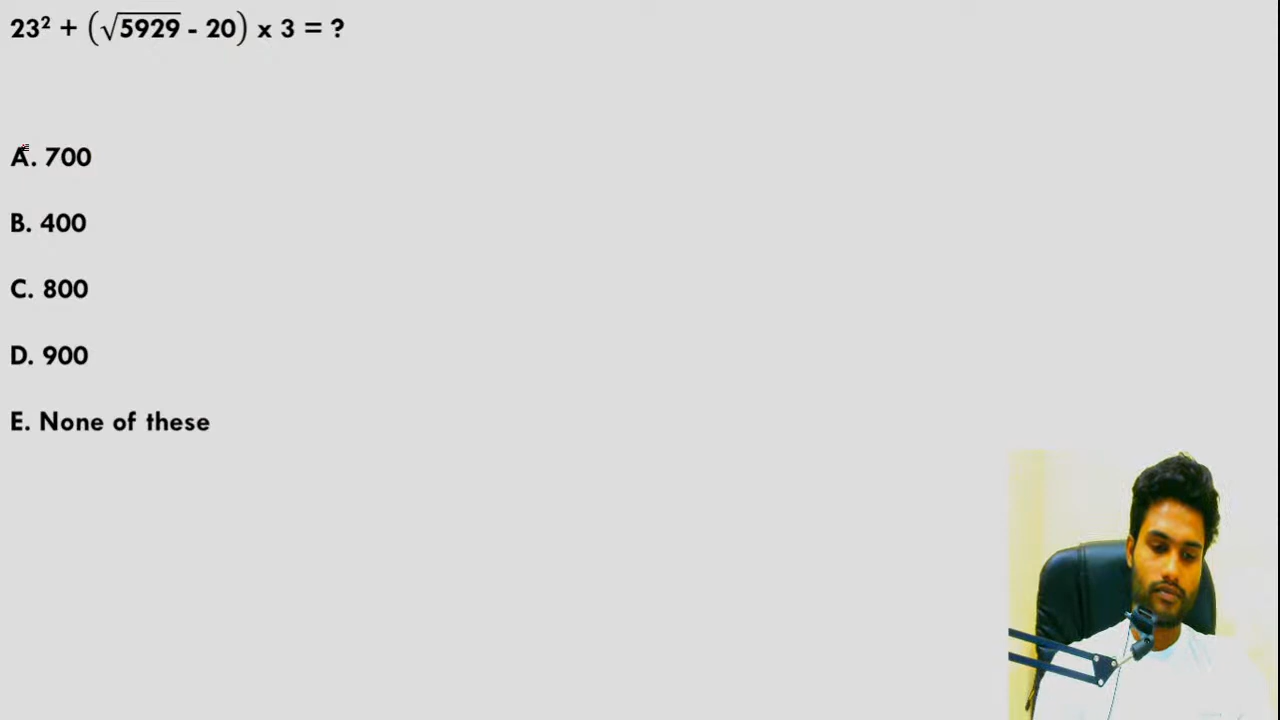 23² + (√5929 - 20) x 3 = ?
A. 700
B. 400
C. 800
D. 900
E. None of these